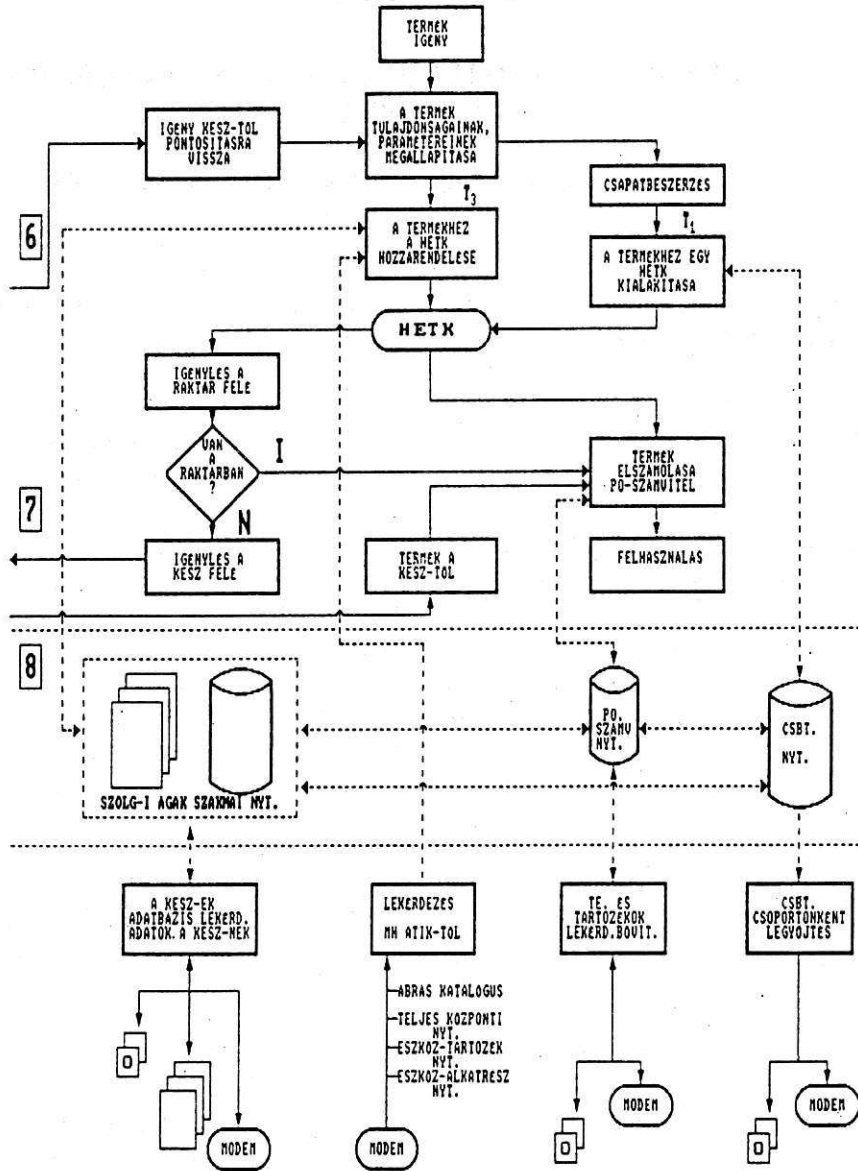 TERMEK
IGENY
IGENY KESZ-TOL
PONTOSITASRA
VISSZA
A TERMEK
TULAJDONSAGAINAK,
PARAMETEREINEK
MEGALLAPITASA
CSAPATBESZERZES
T3
T1
6
A TERMEKHEZ
A HETK
HOZZARENDELESE
A TERMEKHEZ EGY
HETK
KIALAKITASA
HETK
IGENYLES A
RAKTAR FELE
VAN
A
RAKTARBAN
?
I
N
TERMEK
ELSZAMOLASA
PO-SZAMVITEL
7
IGENYLES A
KESZ FELE
TERMEK A
KESZ-TOL
FELHASZNALAS
8
SZOLG-I AGAK SZAKMAI NYT.
PO.
SZAMV
NYT.
CSBT.
NYT.
A KESZ-EK
ADATBAZIS LEKERD.
ADATOK.A KESZ-NEK
LEKERDEZES
MH ATIK-TOL
TE. ES
TARTOZEKOK
LEKERD.BOVIT.
CSBT.
CSOPORTONKENT
LEGYOJTES
ABRAS KATALOGUS
TELJES KOZPONTI
NYT.
ESZKOZ-TARTOZEK
NYT.
ESZKOZ-ALKATRESZ
NYT.
O
MODEM
MODEM
O
MODEM
O
MODEM